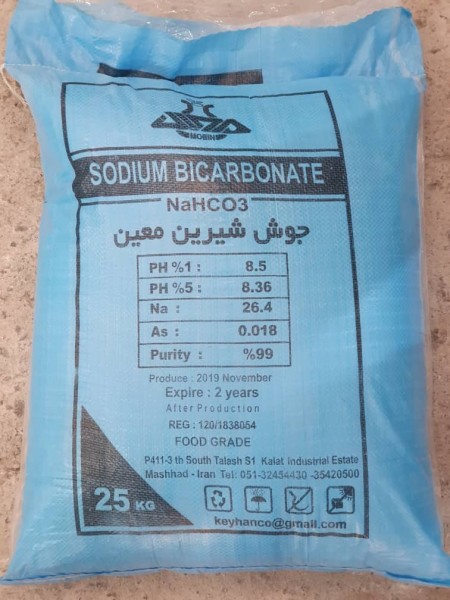 MOEIN
SODIUM BICARBONATE
NaHCO3
جوش شیرین معین
PH %1 : 8.5
PH %5 : 8.36
Na : 26.4
As : 0.018
Purity : %99
Produce : 2019 November
Expire : 2 years
After Production
REG : 120/1838054
FOOD GRADE
P411-3 th South Talash S1 Kalat Industrial Estate
Mashhad - Iran Tel: 051-32454430 -35420500
25 KG
keyhanco@gmail.com